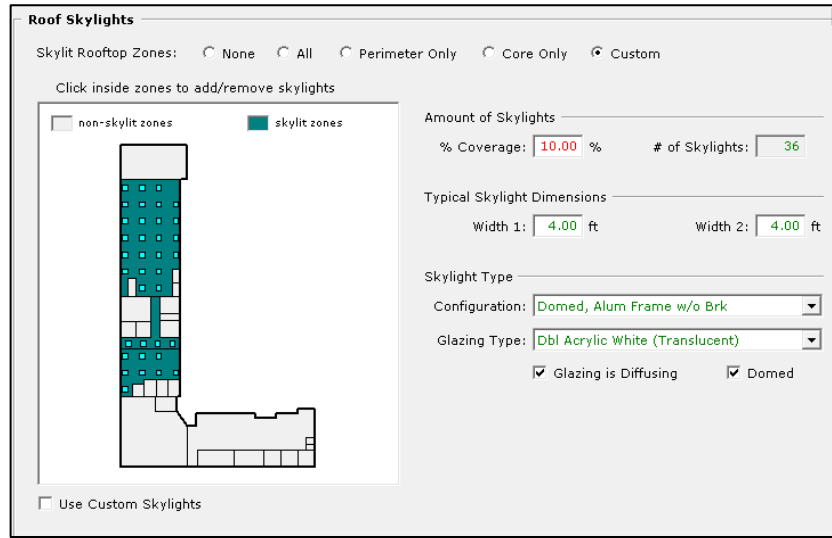 Roof Skylights
Skylit Rooftop Zones: None All Perimeter Only Core Only Custom
Click inside zones to add/remove skylights
non-skylit zones skylit zones
Amount of Skylights
% Coverage: 10.00 % # of Skylights: 36
Typical Skylight Dimensions
Width 1: 4.00 ft Width 2: 4.00 ft
Skylight Type
Configuration: Domed, Alum Frame w/o Brk
Glazing Type: Dbl Acrylic White (Translucent)
Glazing is Diffusing Domed
Use Custom Skylights